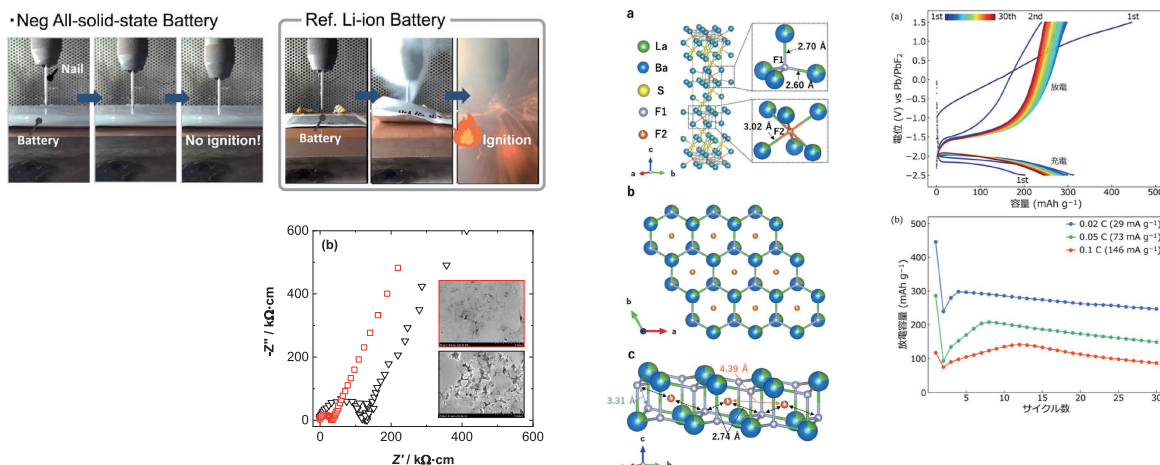 ・Neg All-solid-state Battery
Nail
Battery
No ignition!
Ref. Li-ion Battery
Battery
Ignition
(b)
-Z'' / kΩ·cm
600
400
200
0
0
200
400
600
Z' / kΩ·cm
a
La
Ba
S
F1
F2
2.70 Å
F1
2.60 Å
3.02 Å
F2
c
a
b
b
b
a
c
4.39 Å
3.31 Å
2.74 Å
c
a
b
(a)
1st
30th
2nd
1st
電位 (V) vs Pb/PbF₂
1.5
1.0
0.5
0.0
−0.5
−1.0
−1.5
−2.0
−2.5
放電
充電
1st
0
100
200
300
400
500
容量 (mAh g⁻¹)
(b)
0.02 C (29 mA g⁻¹)
0.05 C (73 mA g⁻¹)
0.1 C (146 mA g⁻¹)
放電容量 (mAh g⁻¹)
500
400
300
200
100
0
5
10
15
20
25
30
サイクル数